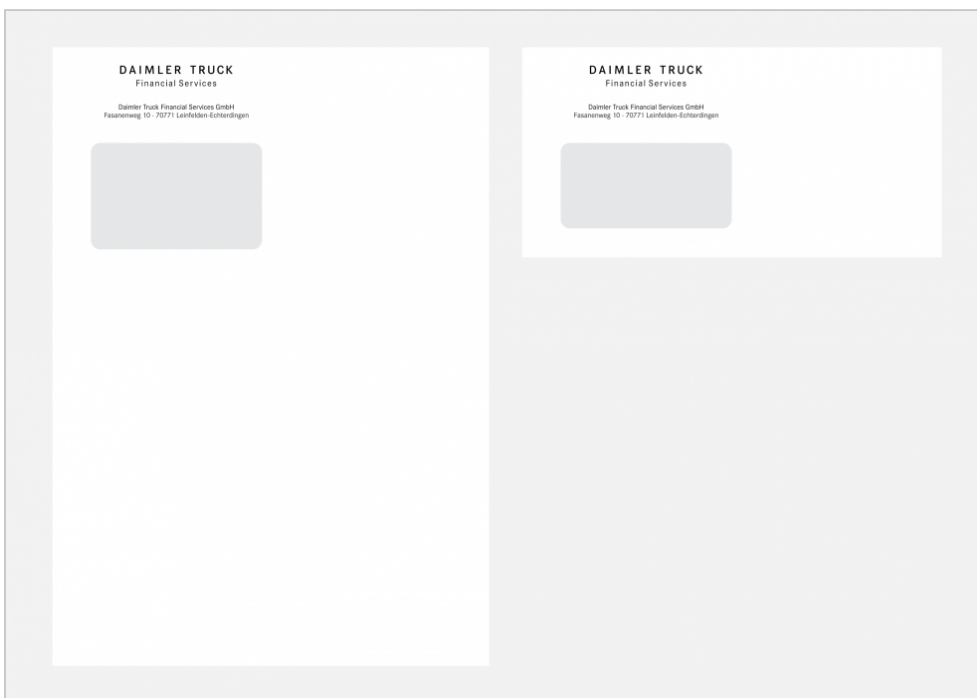 DAIMLER TRUCK
Financial Services
Daimler Truck Financial Services GmbH
Fasanenweg 10 · 70771 Leinfelden-Echterdingen
DAIMLER TRUCK
Financial Services
Daimler Truck Financial Services GmbH
Fasanenweg 10 · 70771 Leinfelden-Echterdingen